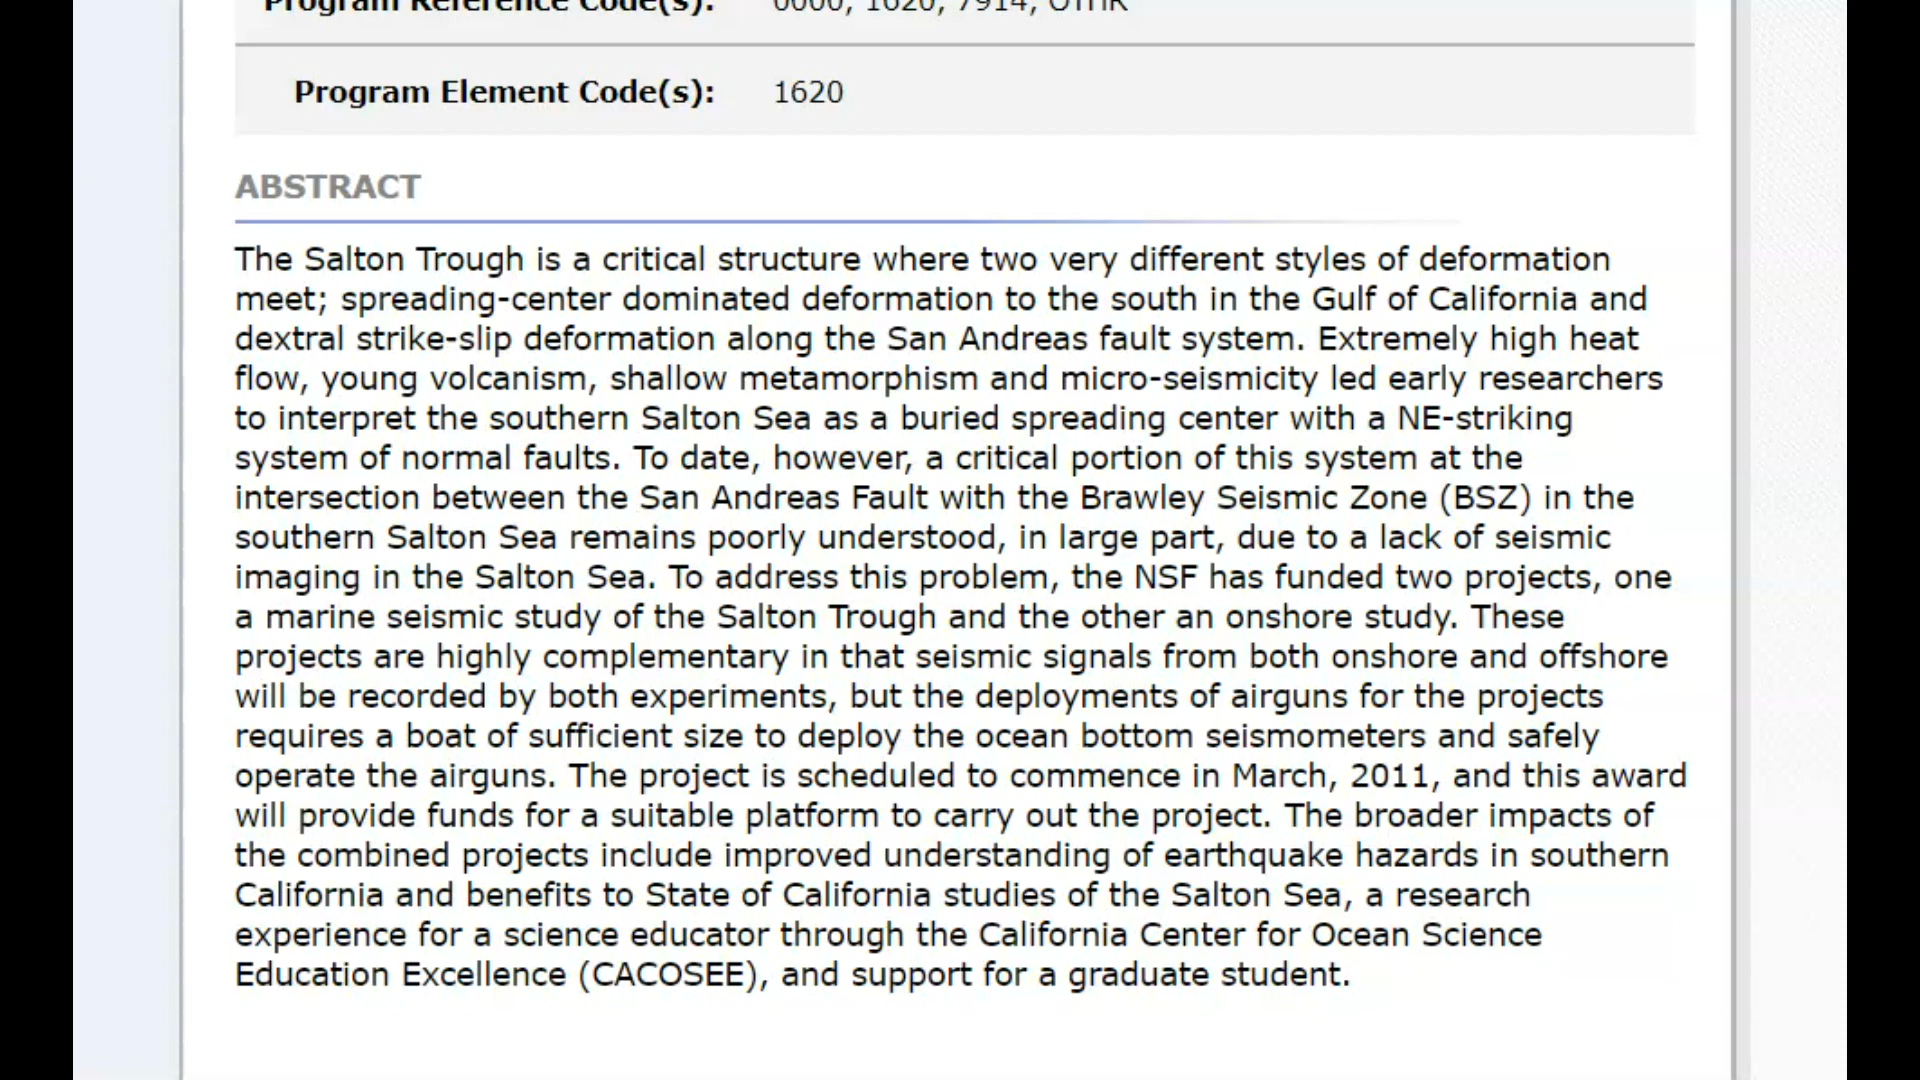 Program Reference Code(s): 0000, 1620, 7914, OTHR
Program Element Code(s): 1620
ABSTRACT
The Salton Trough is a critical structure where two very different styles of deformation
meet; spreading-center dominated deformation to the south in the Gulf of California and
dextral strike-slip deformation along the San Andreas fault system. Extremely high heat
flow, young volcanism, shallow metamorphism and micro-seismicity led early researchers
to interpret the southern Salton Sea as a buried spreading center with a NE-striking
system of normal faults. To date, however, a critical portion of this system at the
intersection between the San Andreas Fault with the Brawley Seismic Zone (BSZ) in the
southern Salton Sea remains poorly understood, in large part, due to a lack of seismic
imaging in the Salton Sea. To address this problem, the NSF has funded two projects, one
a marine seismic study of the Salton Trough and the other an onshore study. These
projects are highly complementary in that seismic signals from both onshore and offshore
will be recorded by both experiments, but the deployments of airguns for the projects
requires a boat of sufficient size to deploy the ocean bottom seismometers and safely
operate the airguns. The project is scheduled to commence in March, 2011, and this award
will provide funds for a suitable platform to carry out the project. The broader impacts of
the combined projects include improved understanding of earthquake hazards in southern
California and benefits to State of California studies of the Salton Sea, a research
experience for a science educator through the California Center for Ocean Science
Education Excellence (CACOSEE), and support for a graduate student.